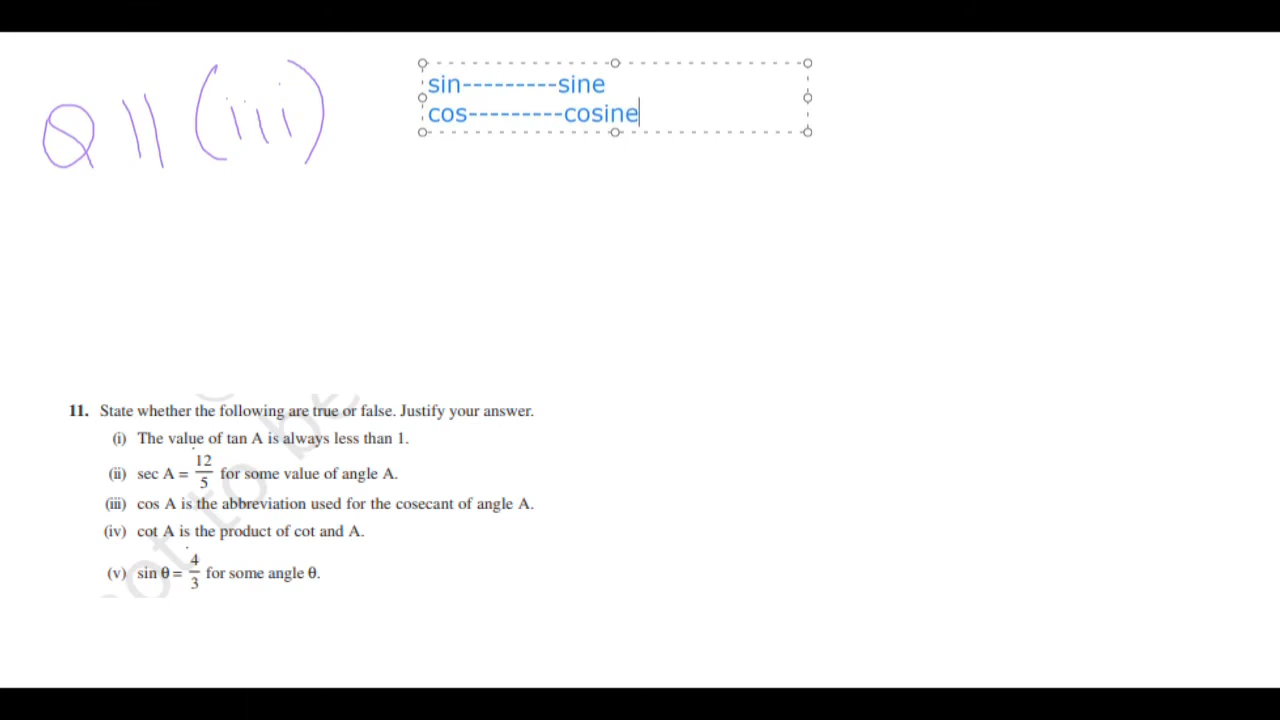 Q 11 (iii)
sin---------sine
cos---------cosine
11. State whether the following are true or false. Justify your answer.
(i) The value of tan A is always less than 1.
(ii) sec A = 12/5 for some value of angle A.
(iii) cos A is the abbreviation used for the cosecant of angle A.
(iv) cot A is the product of cot and A.
(v) sin θ = 4/3 for some angle θ.
not to be